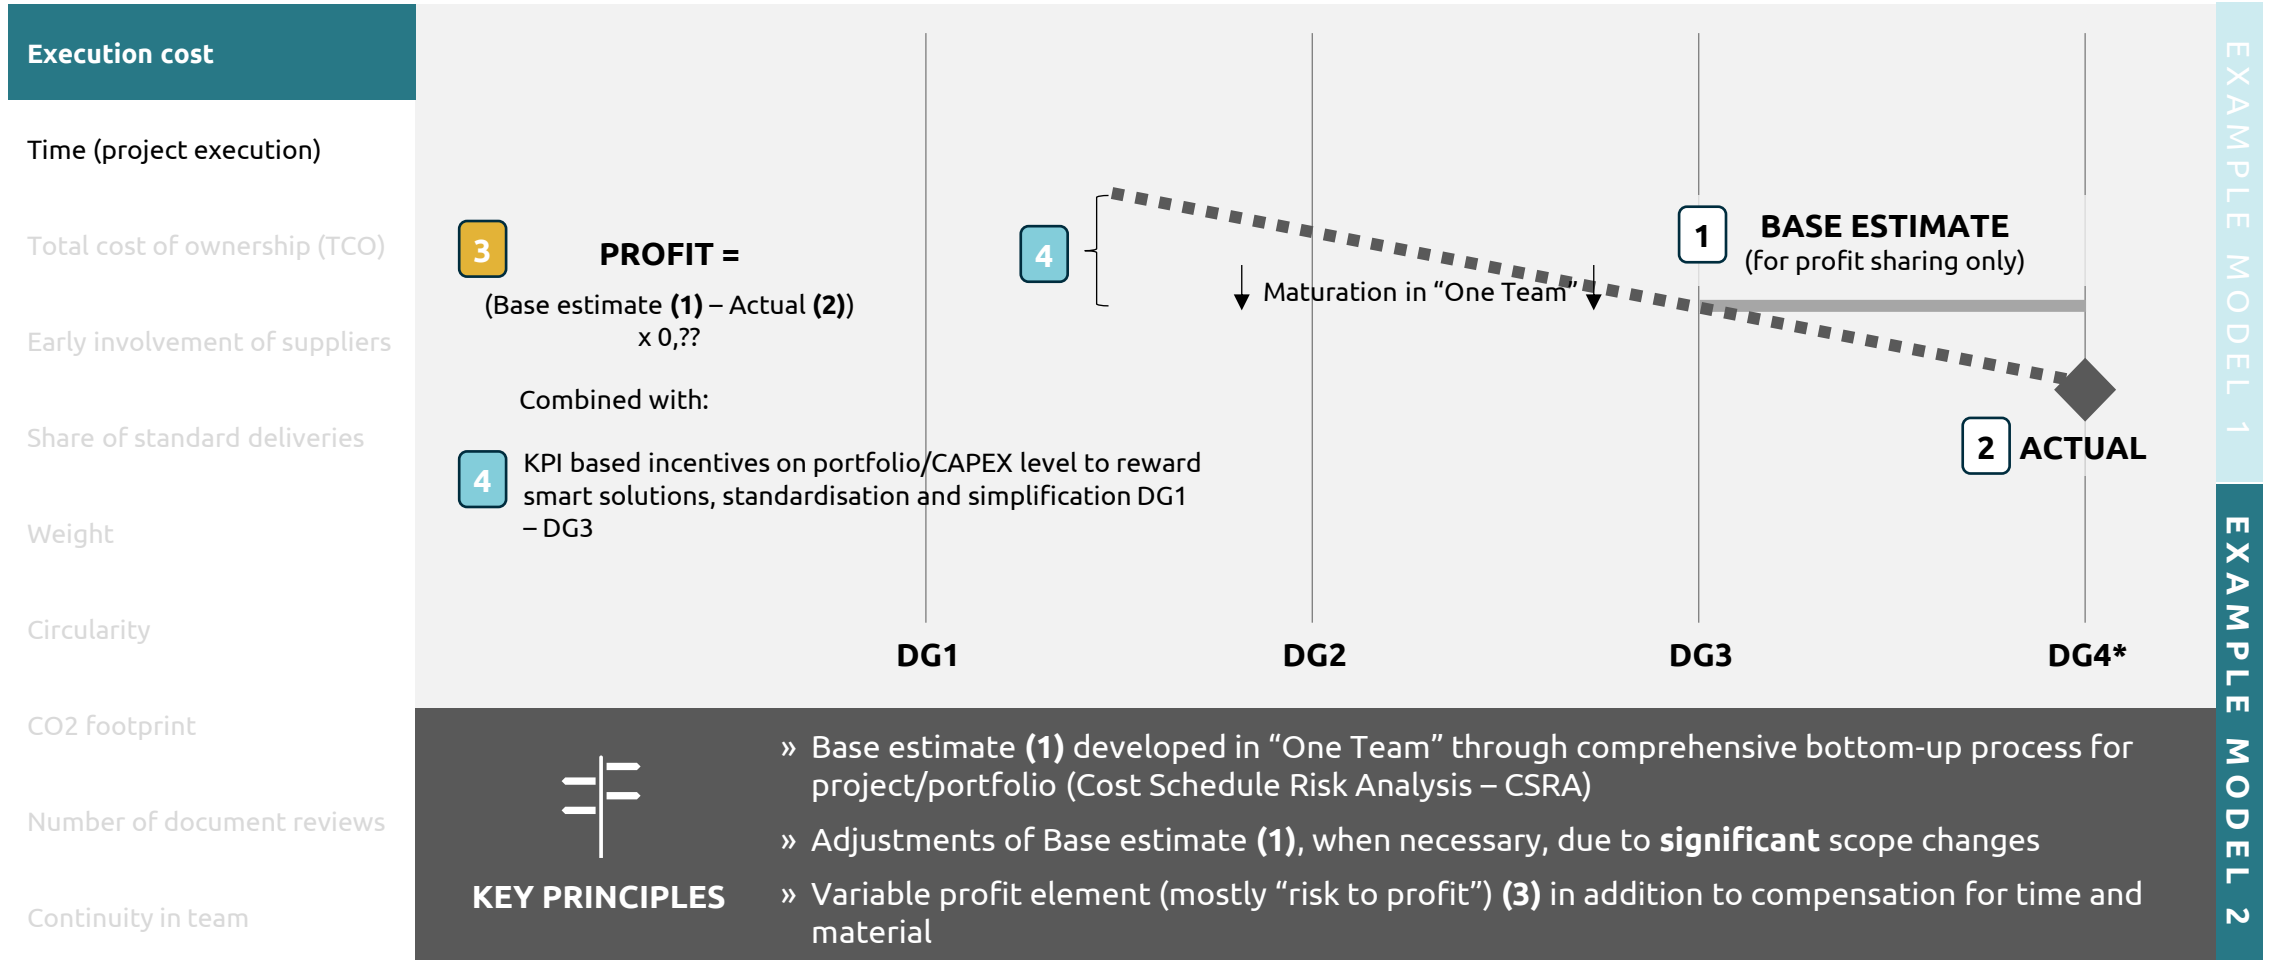 Execution cost
Time (project execution)
Total cost of ownership (TCO)
Early involvement of suppliers
Share of standard deliveries
Weight
Circularity
CO2 footprint
Number of document reviews
Continuity in team
3
PROFIT =
(Base estimate (1) – Actual (2))
x 0,??
Combined with:
4
KPI based incentives on portfolio/CAPEX level to reward
smart solutions, standardisation and simplification DG1
– DG3
4
Maturation in “One Team”
1
BASE ESTIMATE
(for profit sharing only)
2
ACTUAL
DG1
DG2
DG3
DG4*
KEY PRINCIPLES
» Base estimate (1) developed in “One Team” through comprehensive bottom-up process for
project/portfolio (Cost Schedule Risk Analysis – CSRA)
» Adjustments of Base estimate (1), when necessary, due to significant scope changes
» Variable profit element (mostly “risk to profit”) (3) in addition to compensation for time and
material
EXAMPLE MODEL 1
EXAMPLE MODEL 2